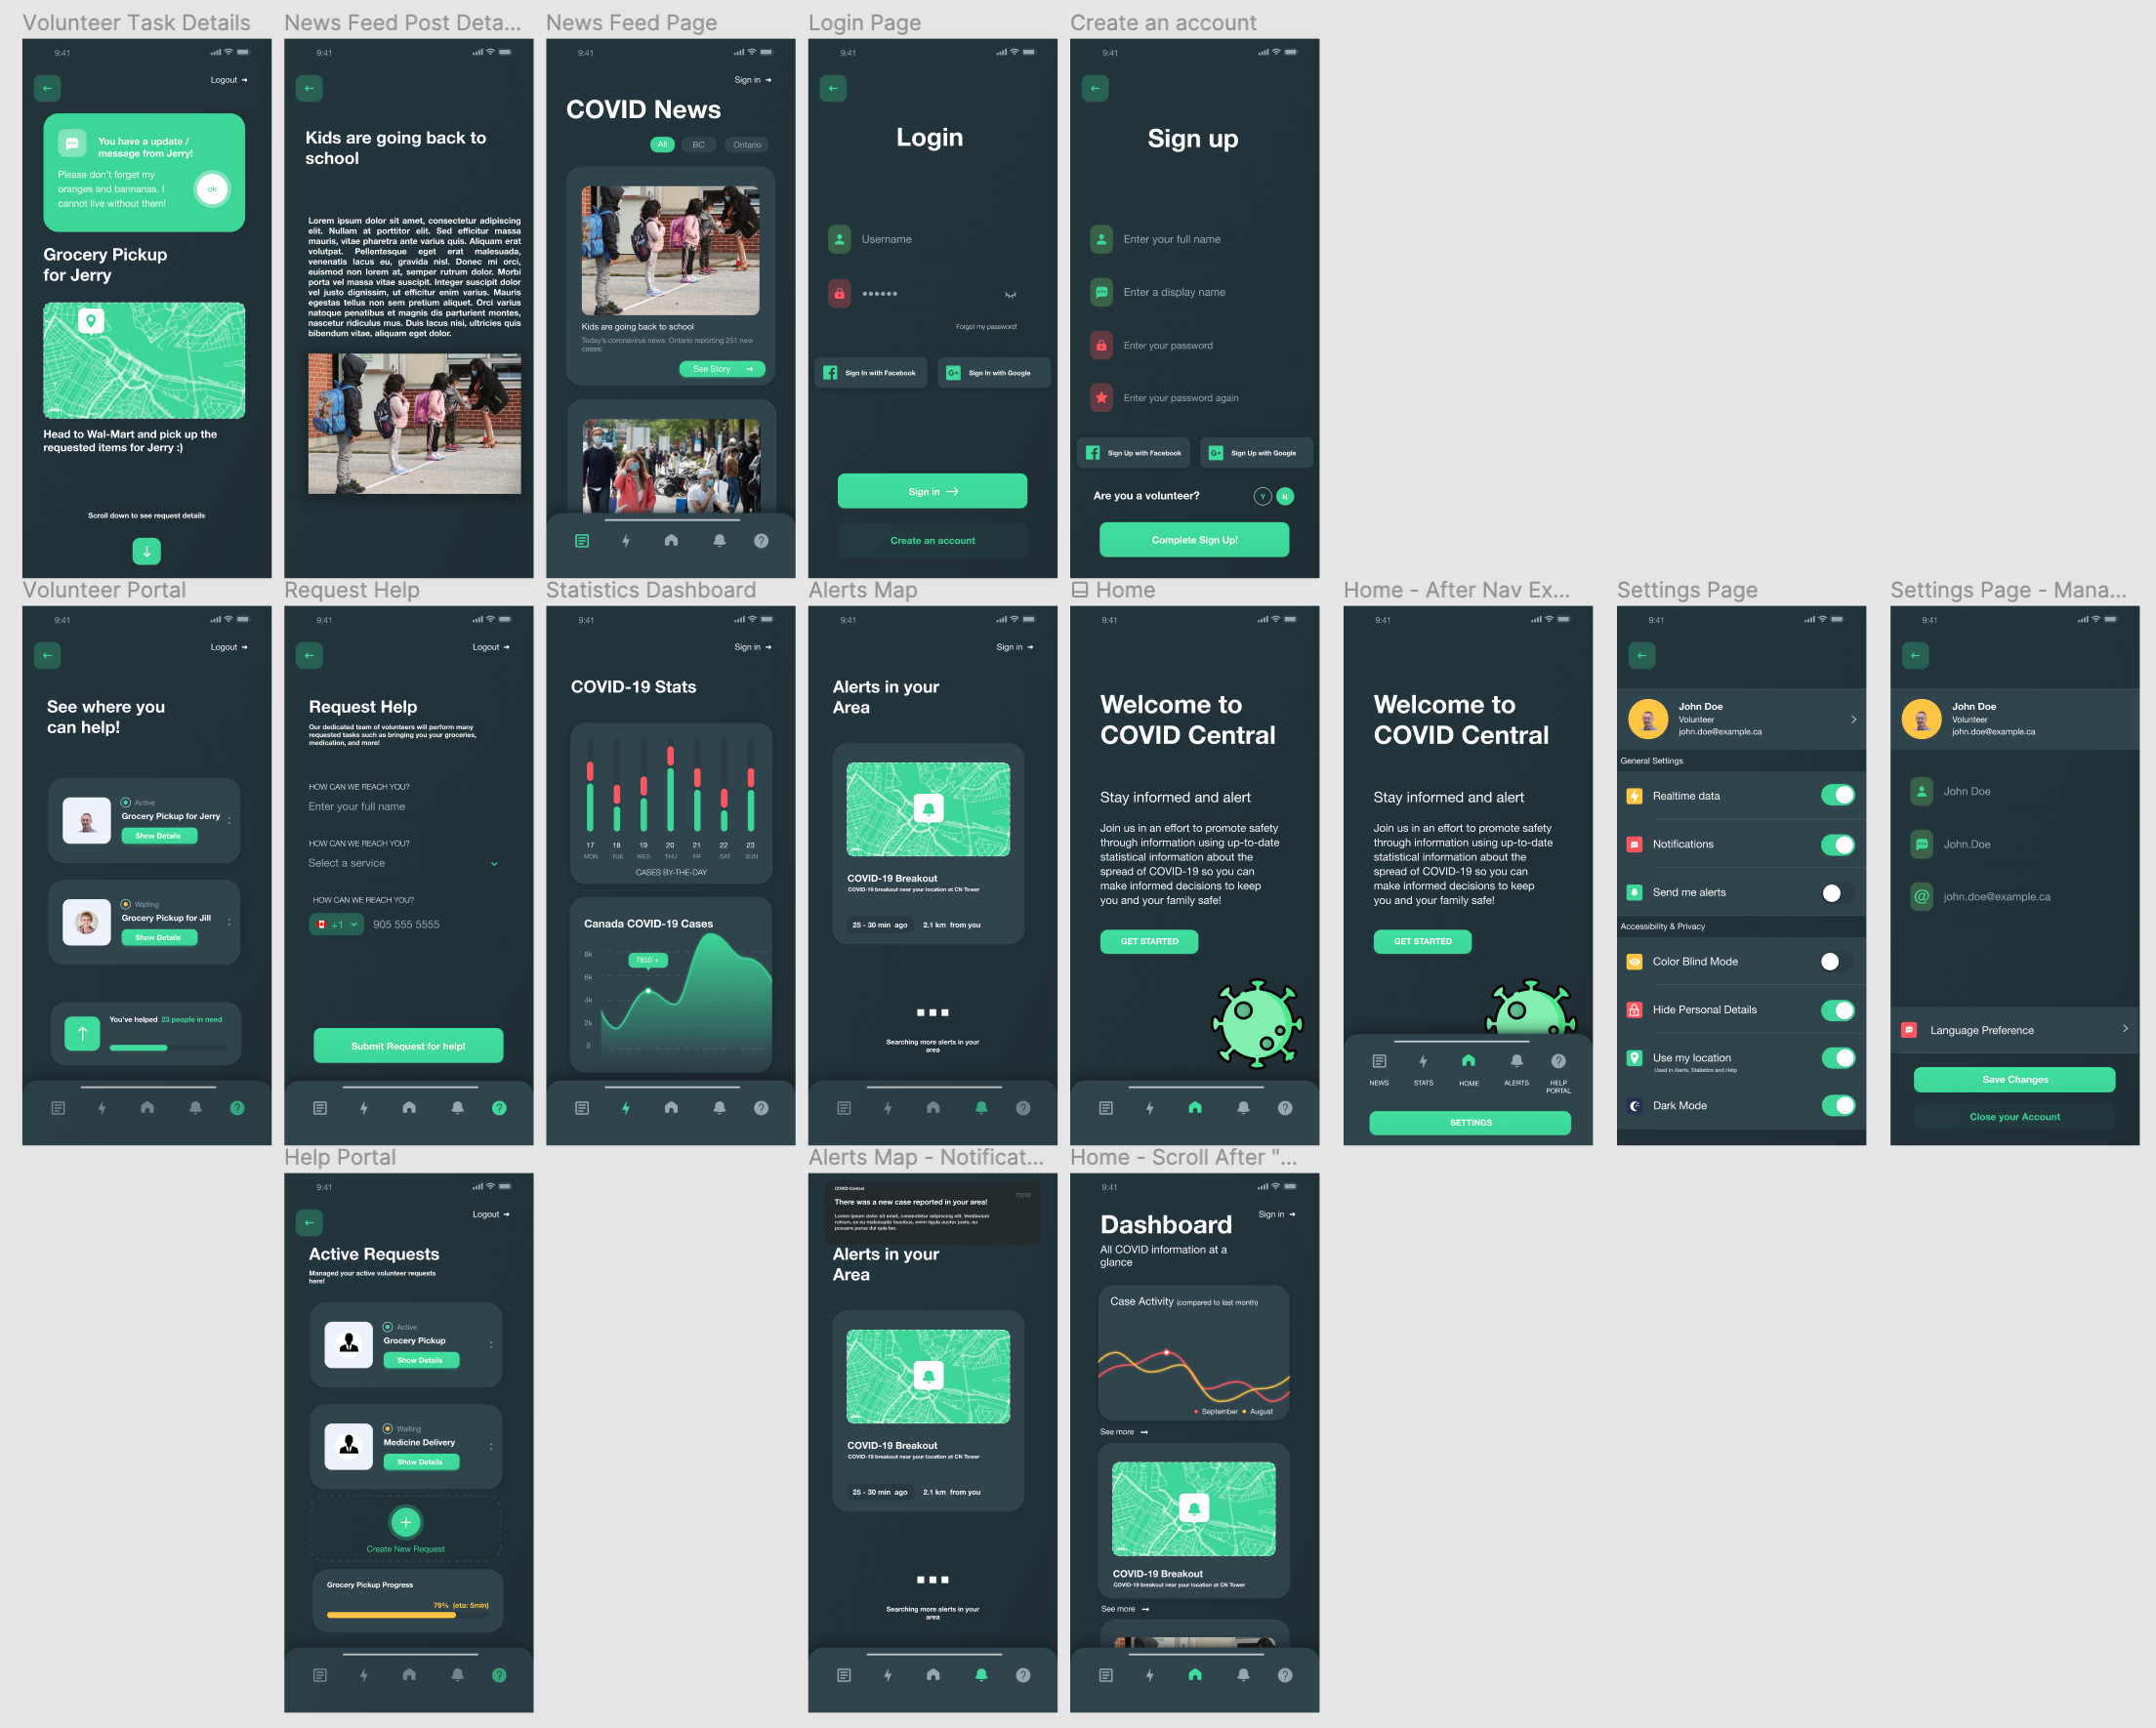 Volunteer Task Details
9:41
Logout →
You have a update /
message from Jerry!
Please don't forget my
oranges and bannanas. I
cannot live without them!
ok
Grocery Pickup
for Jerry
Head to Wal-Mart and pick up the
requested items for Jerry :)
Scroll down to see request details
News Feed Post Deta...
9:41
Kids are going back to
school
Lorem ipsum dolor sit amet, consectetur adipiscing
elit. Nullam at porttitor elit. Sed efficitur massa
mauris, vitae pharetra ante varius quis. Aliquam erat
volutpat. Pellentesque eget erat malesuada,
venenatis lacus eu, gravida nisl. Donec mi orci,
euismod non lorem at, semper rutrum dolor. Morbi
porta vel massa vitae suscipit. Integer suscipit dolor
vel justo dignissim, ut efficitur enim varius. Mauris
egestas tellus non sem pretium aliquet. Orci varius
natoque penatibus et magnis dis parturient montes,
nascetur ridiculus mus. Duis lacus nisi, ultricies quis
bibendum vitae, aliquam eget dolor.
News Feed Page
9:41
Sign in →
COVID News
All BC Ontario
Kids are going back to school
Today's coronavirus news: Ontario reporting 251 new
cases;
See Story →
Login Page
9:41
Login
Username
Forgot my password!
Sign In with Facebook
G+ Sign In with Google
Sign in →
Create an account
Create an account
9:41
Sign up
Enter your full name
Enter a display name
Enter your password
Enter your password again
Sign Up with Facebook
G+ Sign Up with Google
Are you a volunteer? Y N
Complete Sign Up!
Volunteer Portal
9:41
Logout →
See where you
can help!
Active
Grocery Pickup for Jerry
Show Details
Waiting
Grocery Pickup for Jill
Show Details
You've helped 23 people in need
Request Help
9:41
Logout →
Request Help
Our dedicated team of volunteers will perform many
requested tasks such as bringing you your groceries,
medication, and more!
HOW CAN WE REACH YOU?
Enter your full name
HOW CAN WE REACH YOU?
Select a service
HOW CAN WE REACH YOU?
+1 905 555 5555
Submit Request for help!
Statistics Dashboard
9:41
Sign in →
COVID-19 Stats
17 18 19 20 21 22 23
MON TUE WED THU FR SAT SUN
CASES BY-THE-DAY
Canada COVID-19 Cases
8k
7850 +
6k
4k
2k
0
Alerts Map
9:41
Sign in →
Alerts in your
Area
COVID-19 Breakout
COVID-19 breakout near your location at CN Tower
25 - 30 min ago 2.1 km from you
Searching more alerts in your
area
Home
9:41
Welcome to
COVID Central
Stay informed and alert
Join us in an effort to promote safety
through information using up-to-date
statistical information about the
spread of COVID-19 so you can
make informed decisions to keep
you and your family safe!
GET STARTED
Home - After Nav Ex...
9:41
Welcome to
COVID Central
Stay informed and alert
Join us in an effort to promote safety
through information using up-to-date
statistical information about the
spread of COVID-19 so you can
make informed decisions to keep
you and your family safe!
GET STARTED
NEWS STATS HOME ALERTS HELP
PORTAL
SETTINGS
Settings Page
9:41
John Doe
Volunteer
john.doe@example.ca
General Settings
Realtime data
Notifications
Send me alerts
Accessibility & Privacy
Color Blind Mode
Hide Personal Details
Use my location
Used in Alerts, Statistics and Help
Dark Mode
Settings Page - Mana...
9:41
John Doe
Volunteer
john.doe@example.ca
John Doe
John.Doe
@ john.doe@example.ca
Language Preference
Save Changes
Close your Account
Help Portal
9:41
Logout →
Active Requests
Managed your active volunteer requests
here!
Active
Grocery Pickup
Show Details
Waiting
Medicine Delivery
Show Details
Create New Request
Grocery Pickup Progress
79% (eta: 5min)
Alerts Map - Notificat...
COVID Central
There was a new case reported in your area!
now
Lorem ipsum dolor sit amet, consectetur adipiscing elit. Vestibulum
rutrum, ex eu malesuada faucibus, enim ligula auctor justo, eu
posuere purus dui quis leo.
Alerts in your
Area
COVID-19 Breakout
COVID-19 breakout near your location at CN Tower
25 - 30 min ago 2.1 km from you
Searching more alerts in your
area
Home - Scroll After "...
9:41
Sign in →
Dashboard
All COVID information at a
glance
Case Activity (compared to last month)
September August
See more →
COVID-19 Breakout
COVID-19 breakout near your location at CN Tower
See more →